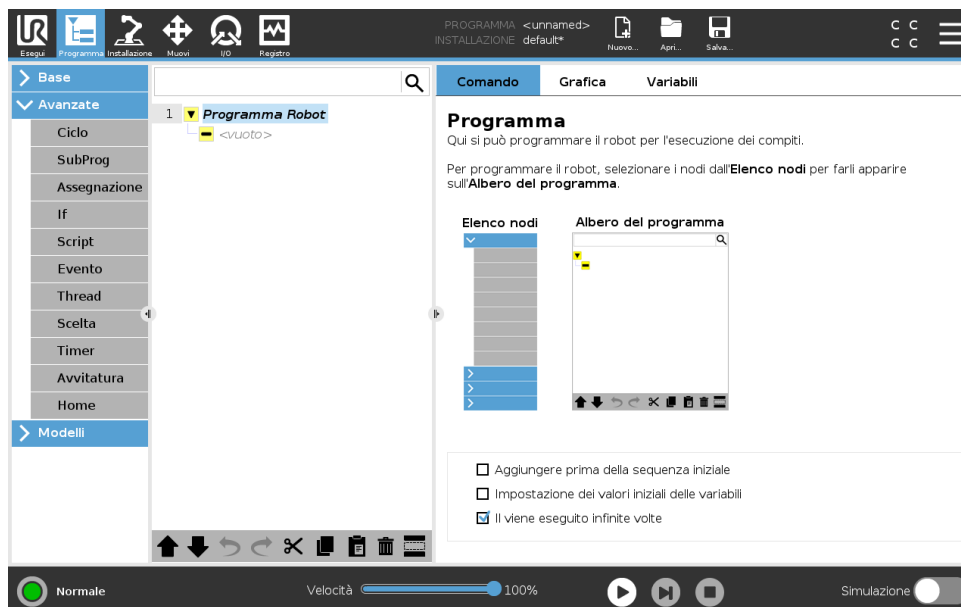 PROGRAMMA <unnamed>
INSTALLAZIONE default*
Nuovo...
Apri...
Salva...
C C
C C
Esegui
Programma
Installazione
Muovi
I/O
Registro
Base
Avanzate
Ciclo
SubProg
Assegnazione
If
Script
Evento
Thread
Scelta
Timer
Avvitatura
Home
Modelli
1 Programma Robot
<vuoto>
Comando
Grafica
Variabili
Programma
Qui si può programmare il robot per l'esecuzione dei compiti.
Per programmare il robot, selezionare i nodi dall'Elenco nodi per farli apparire
sull'Albero del programma.
Elenco nodi
Albero del programma
Aggiungere prima della sequenza iniziale
Impostazione dei valori iniziali delle variabili
Il viene eseguito infinite volte
Normale
Velocità
100%
Simulazione